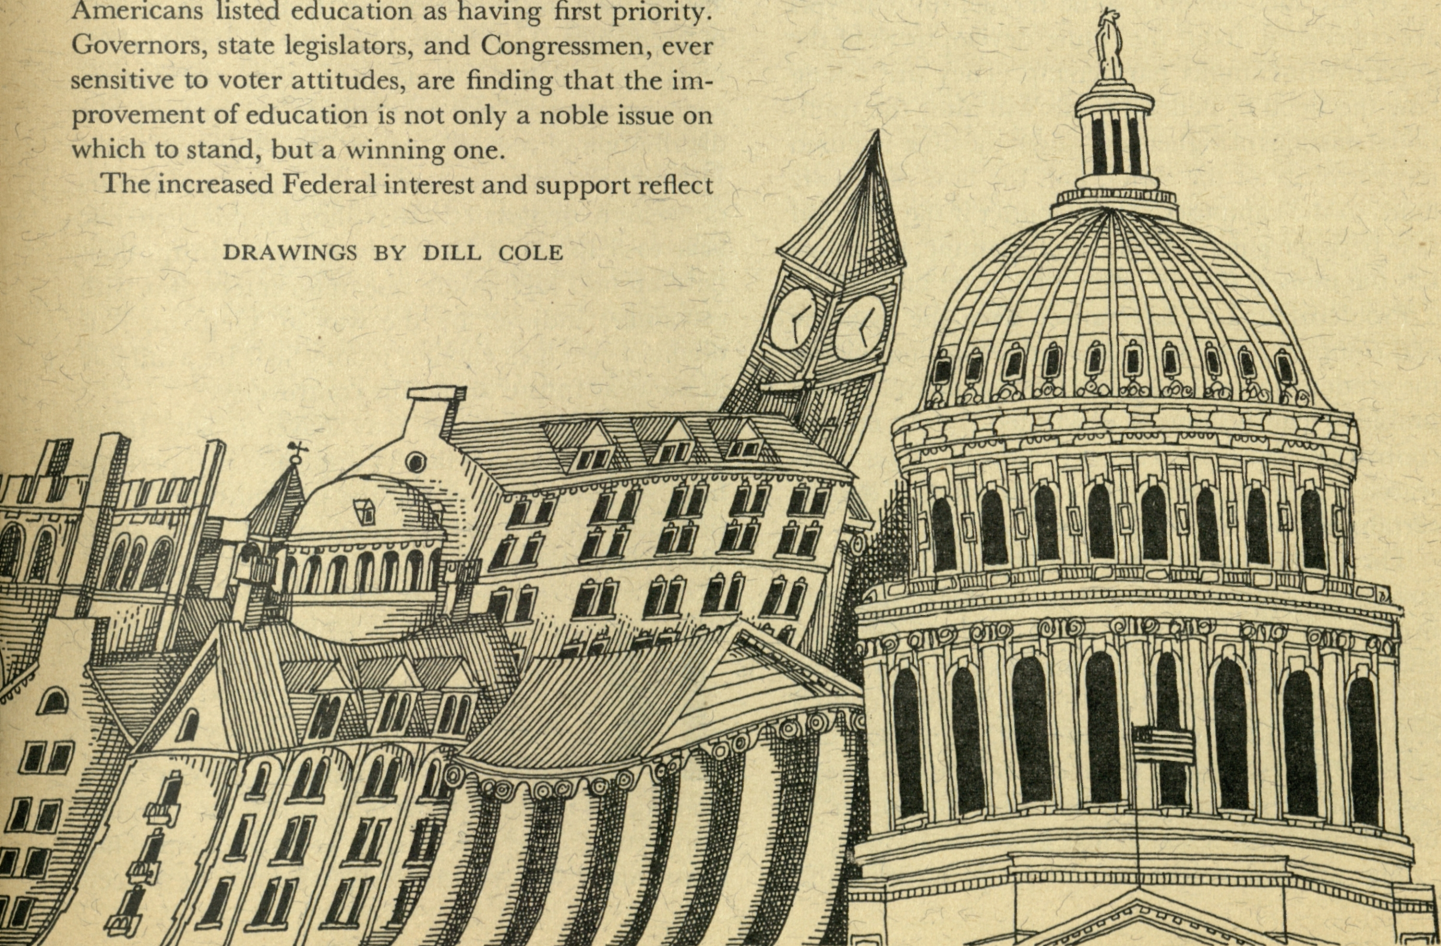 Americans listed education as having first priority.
Governors, state legislators, and Congressmen, ever
sensitive to voter attitudes, are finding that the im-
provement of education is not only a noble issue on
which to stand, but a winning one.
The increased Federal interest and support reflect
DRAWINGS BY DILL COLE